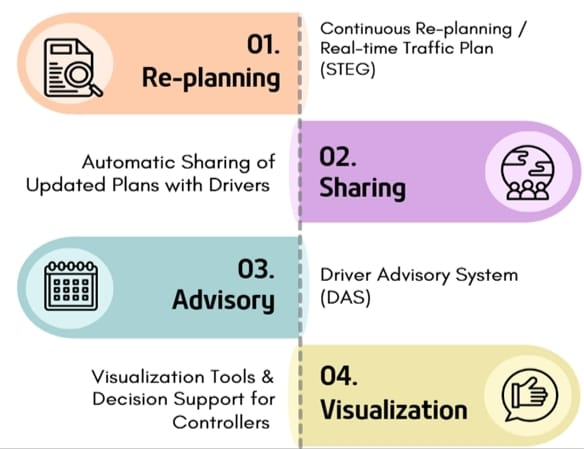 01.
Re-planning
Continuous Re-planning /
Real-time Traffic Plan
(STEG)
02.
Sharing
Automatic Sharing of
Updated Plans with Drivers
03.
Advisory
Driver Advisory System
(DAS)
04.
Visualization
Visualization Tools &
Decision Support for
Controllers